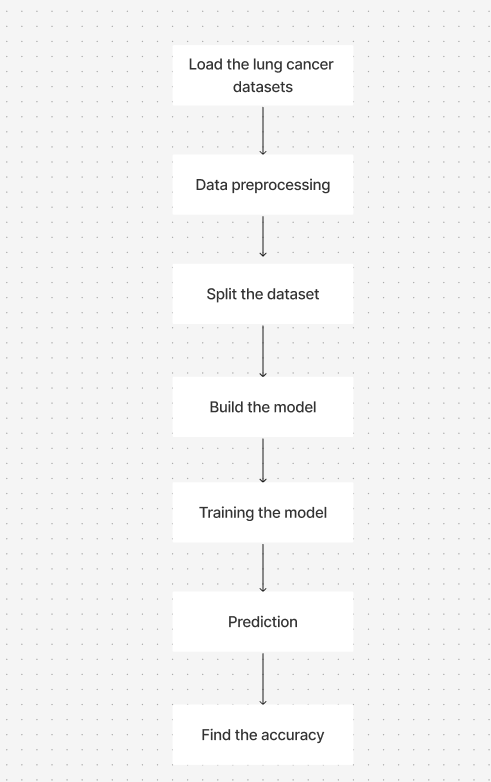 Load the lung cancer
datasets
Data preprocessing
Split the dataset
Build the model
Training the model
Prediction
Find the accuracy